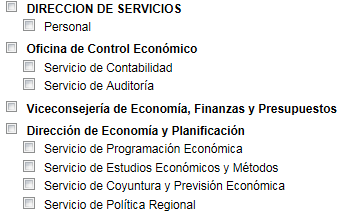 DIRECCION DE SERVICIOS
Personal
Oficina de Control Económico
Servicio de Contabilidad
Servicio de Auditoría
Viceconsejería de Economía, Finanzas y Presupuestos
Dirección de Economía y Planificación
Servicio de Programación Económica
Servicio de Estudios Económicos y Métodos
Servicio de Coyuntura y Previsión Económica
Servicio de Política Regional